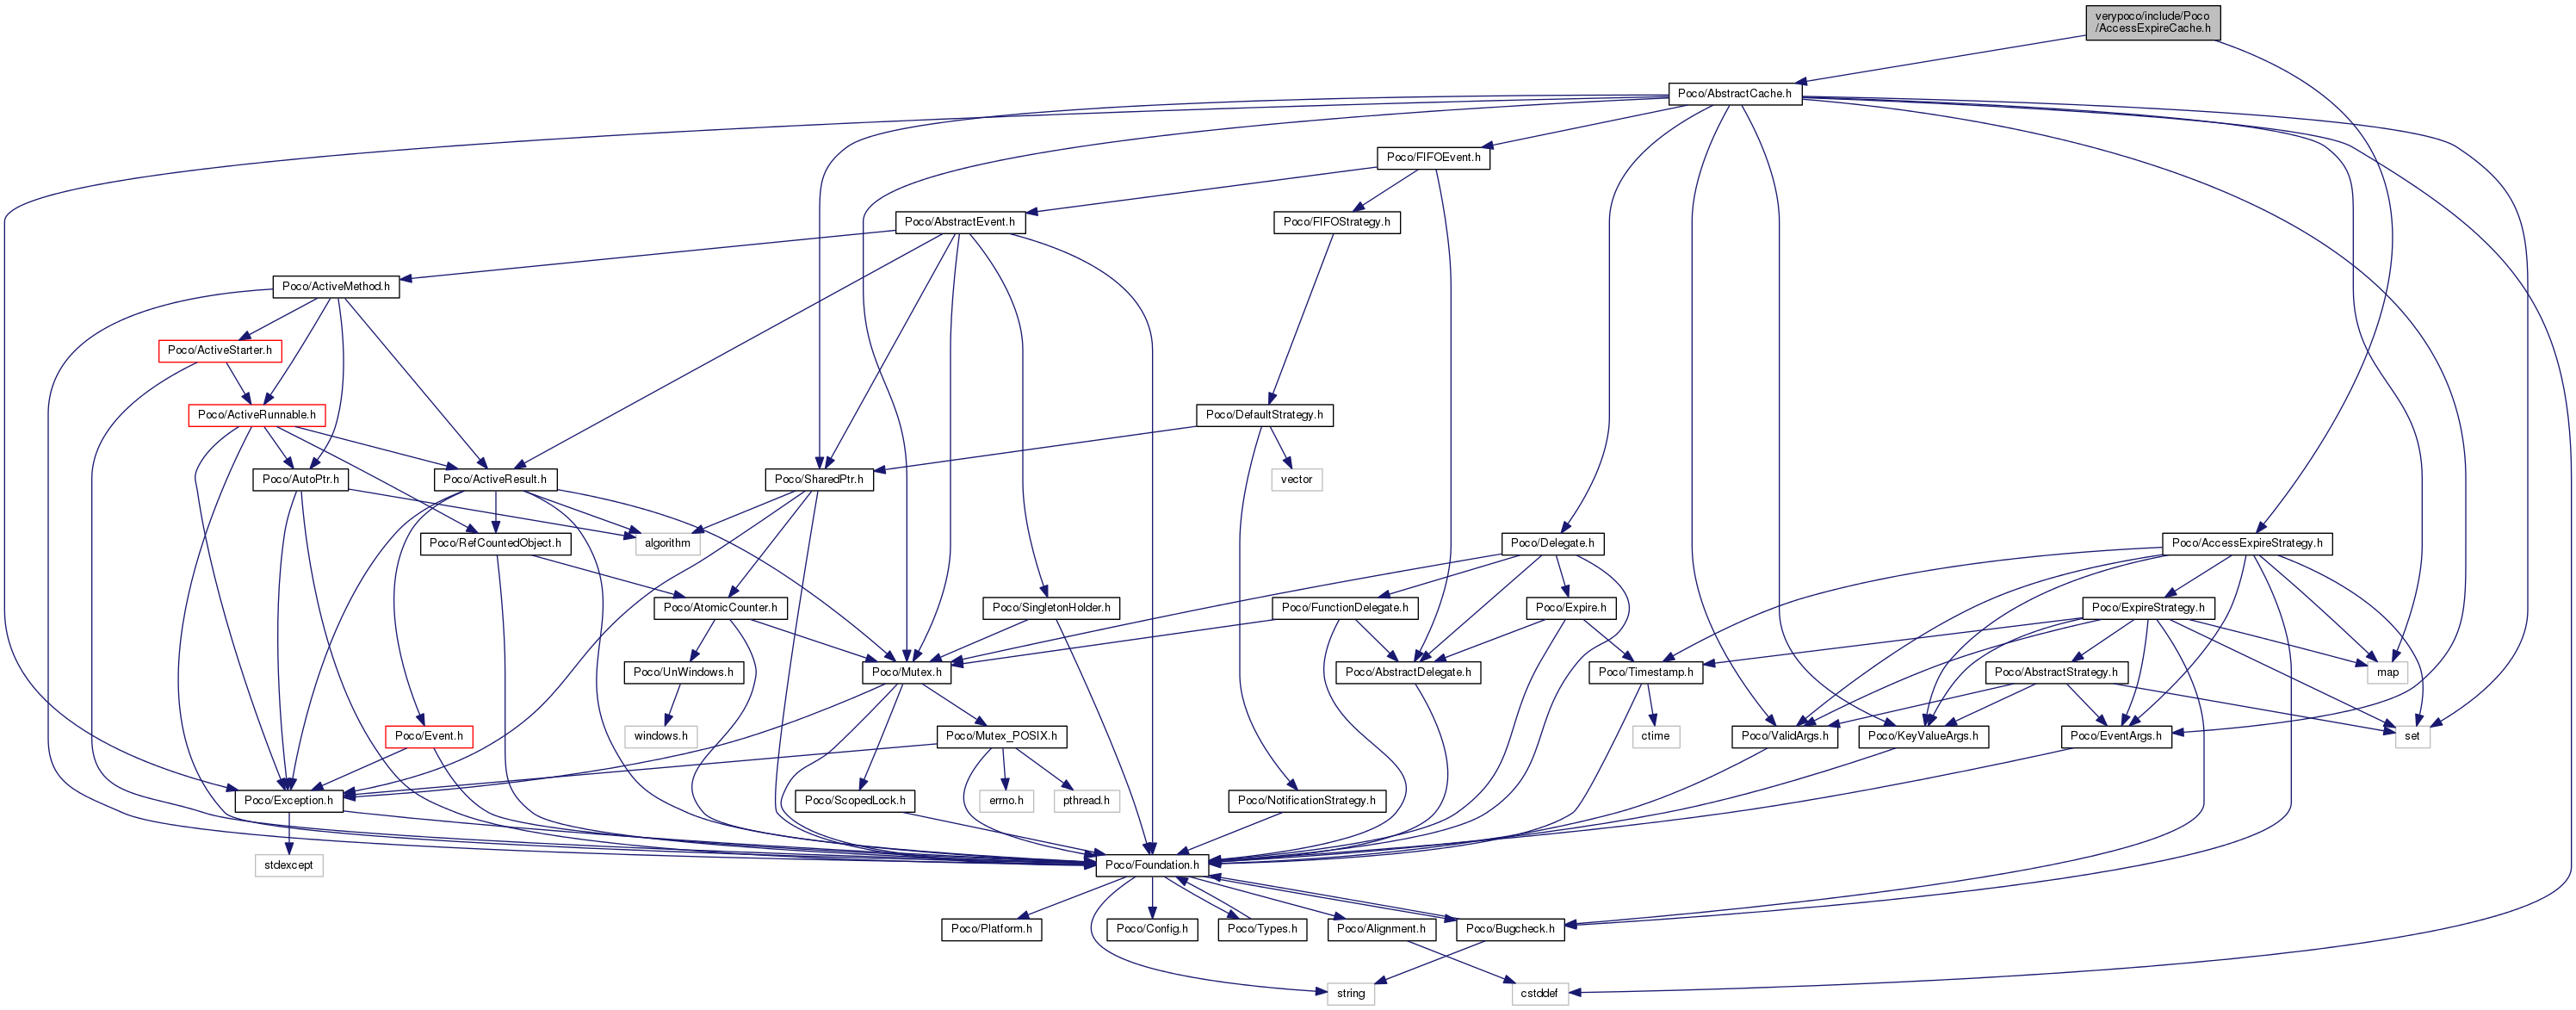 verypoco/include/Poco
/AccessExpireCache.h
Poco/AbstractCache.h
Poco/FIFOEvent.h
Poco/AbstractEvent.h
Poco/FIFOStrategy.h
Poco/ActiveMethod.h
Poco/ActiveStarter.h
Poco/ActiveRunnable.h
Poco/DefaultStrategy.h
Poco/AutoPtr.h
Poco/ActiveResult.h
Poco/SharedPtr.h
vector
Poco/RefCountedObject.h
algorithm
Poco/Delegate.h
Poco/AccessExpireStrategy.h
Poco/AtomicCounter.h
Poco/SingletonHolder.h
Poco/FunctionDelegate.h
Poco/Expire.h
Poco/ExpireStrategy.h
Poco/UnWindows.h
Poco/Mutex.h
Poco/AbstractDelegate.h
Poco/Timestamp.h
Poco/AbstractStrategy.h
map
Poco/Event.h
windows.h
Poco/Mutex_POSIX.h
ctime
Poco/ValidArgs.h
Poco/KeyValueArgs.h
Poco/EventArgs.h
set
Poco/Exception.h
Poco/ScopedLock.h
errno.h
pthread.h
Poco/NotificationStrategy.h
stdexcept
Poco/Foundation.h
Poco/Platform.h
Poco/Config.h
Poco/Types.h
Poco/Alignment.h
Poco/Bugcheck.h
string
cstddef